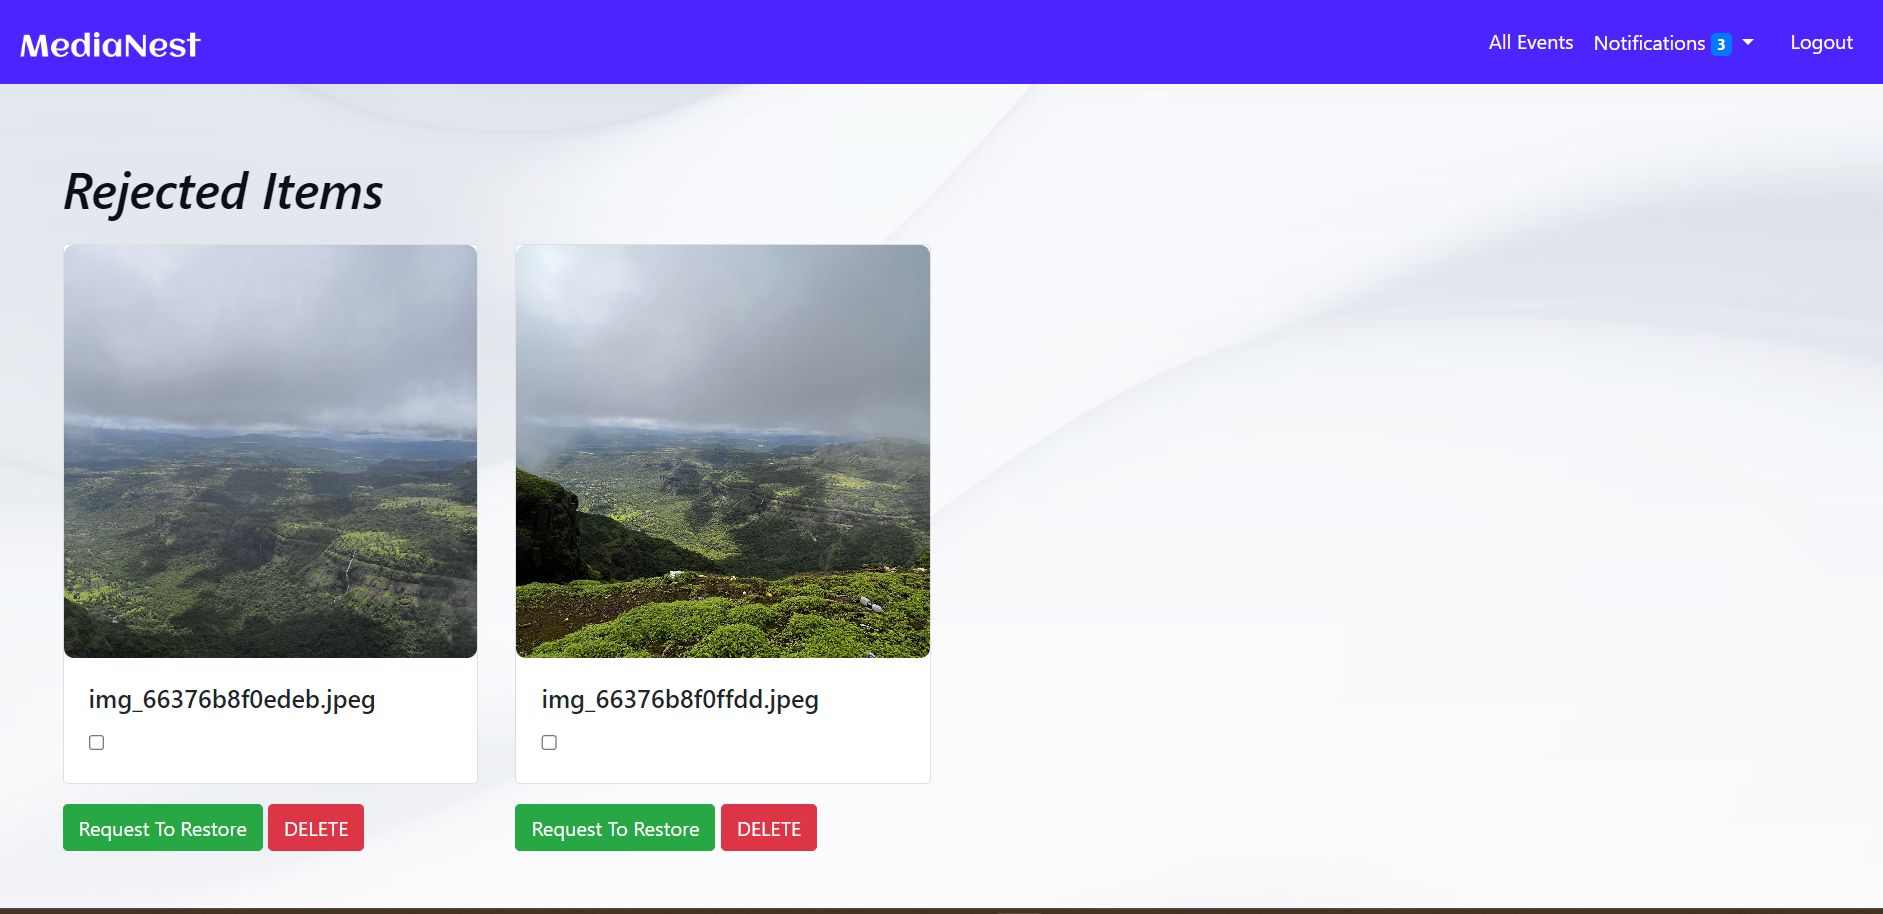 MediaNest
All Events Notifications 3 Logout
Rejected Items
img_66376b8f0edeb.jpeg
img_66376b8f0ffdd.jpeg
Request To Restore DELETE
Request To Restore DELETE